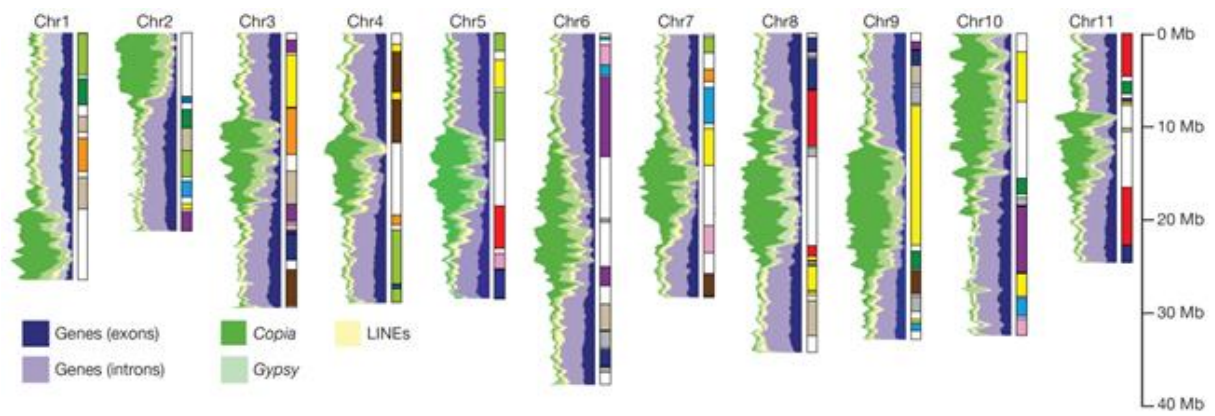 Chr1 Chr2 Chr3 Chr4 Chr5 Chr6 Chr7 Chr8 Chr9 Chr10 Chr11
0 Mb
10 Mb
20 Mb
30 Mb
40 Mb
Genes (exons) Copia LINEs
Genes (introns) Gypsy